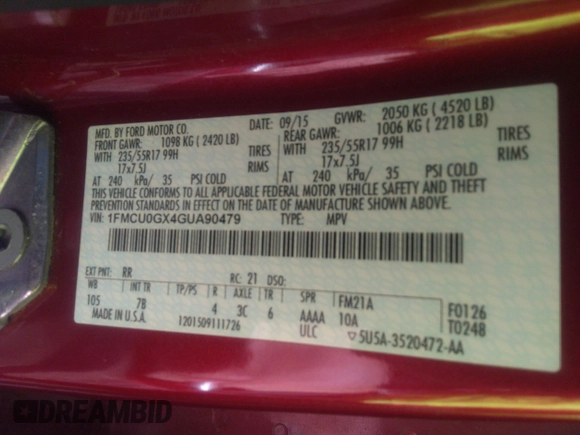 MFD. BY FORD MOTOR CO.
DATE: 09/15 GVWR: 2050 KG ( 4520 LB)
FRONT GAWR: 1098 KG ( 2420 LB) REAR GAWR: 1006 KG ( 2218 LB)
WITH 235/55R17 99H TIRES WITH 235/55R17 99H TIRES
17x7.5J RIMS 17x7.5J RIMS
AT 240 kPa/ 35 PSI COLD AT 240 kPa/ 35 PSI COLD
THIS VEHICLE CONFORMS TO ALL APPLICABLE FEDERAL MOTOR VEHICLE SAFETY AND THEFT
PREVENTION STANDARDS IN EFFECT ON THE DATE OF MANUFACTURE SHOWN ABOVE.
VIN: 1FMCU0GX4GUA90479 TYPE: MPV
EXT PNT: RR RC: 21 DSO:
WB INT TR TP/PS R AXLE TR SPR FM21A F0126
105 7B 4 3C 6 AAAA 10A T0248
MADE IN U.S.A. 1201509111726 ULC ▽5U5A-3520472-AA
DREAMBID